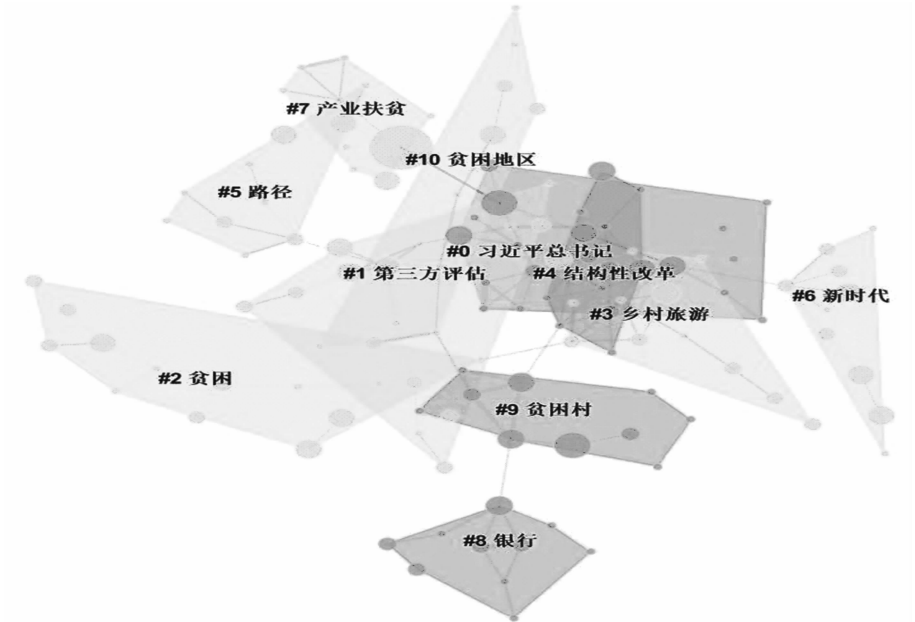 #7 产业扶贫
#10 贫困地区
#5 路径
#0 习近平总书记
#1 第三方评估
#4 结构性改革
#6 新时代
#3 乡村旅游
#2 贫困
#9 贫困村
#8 银行